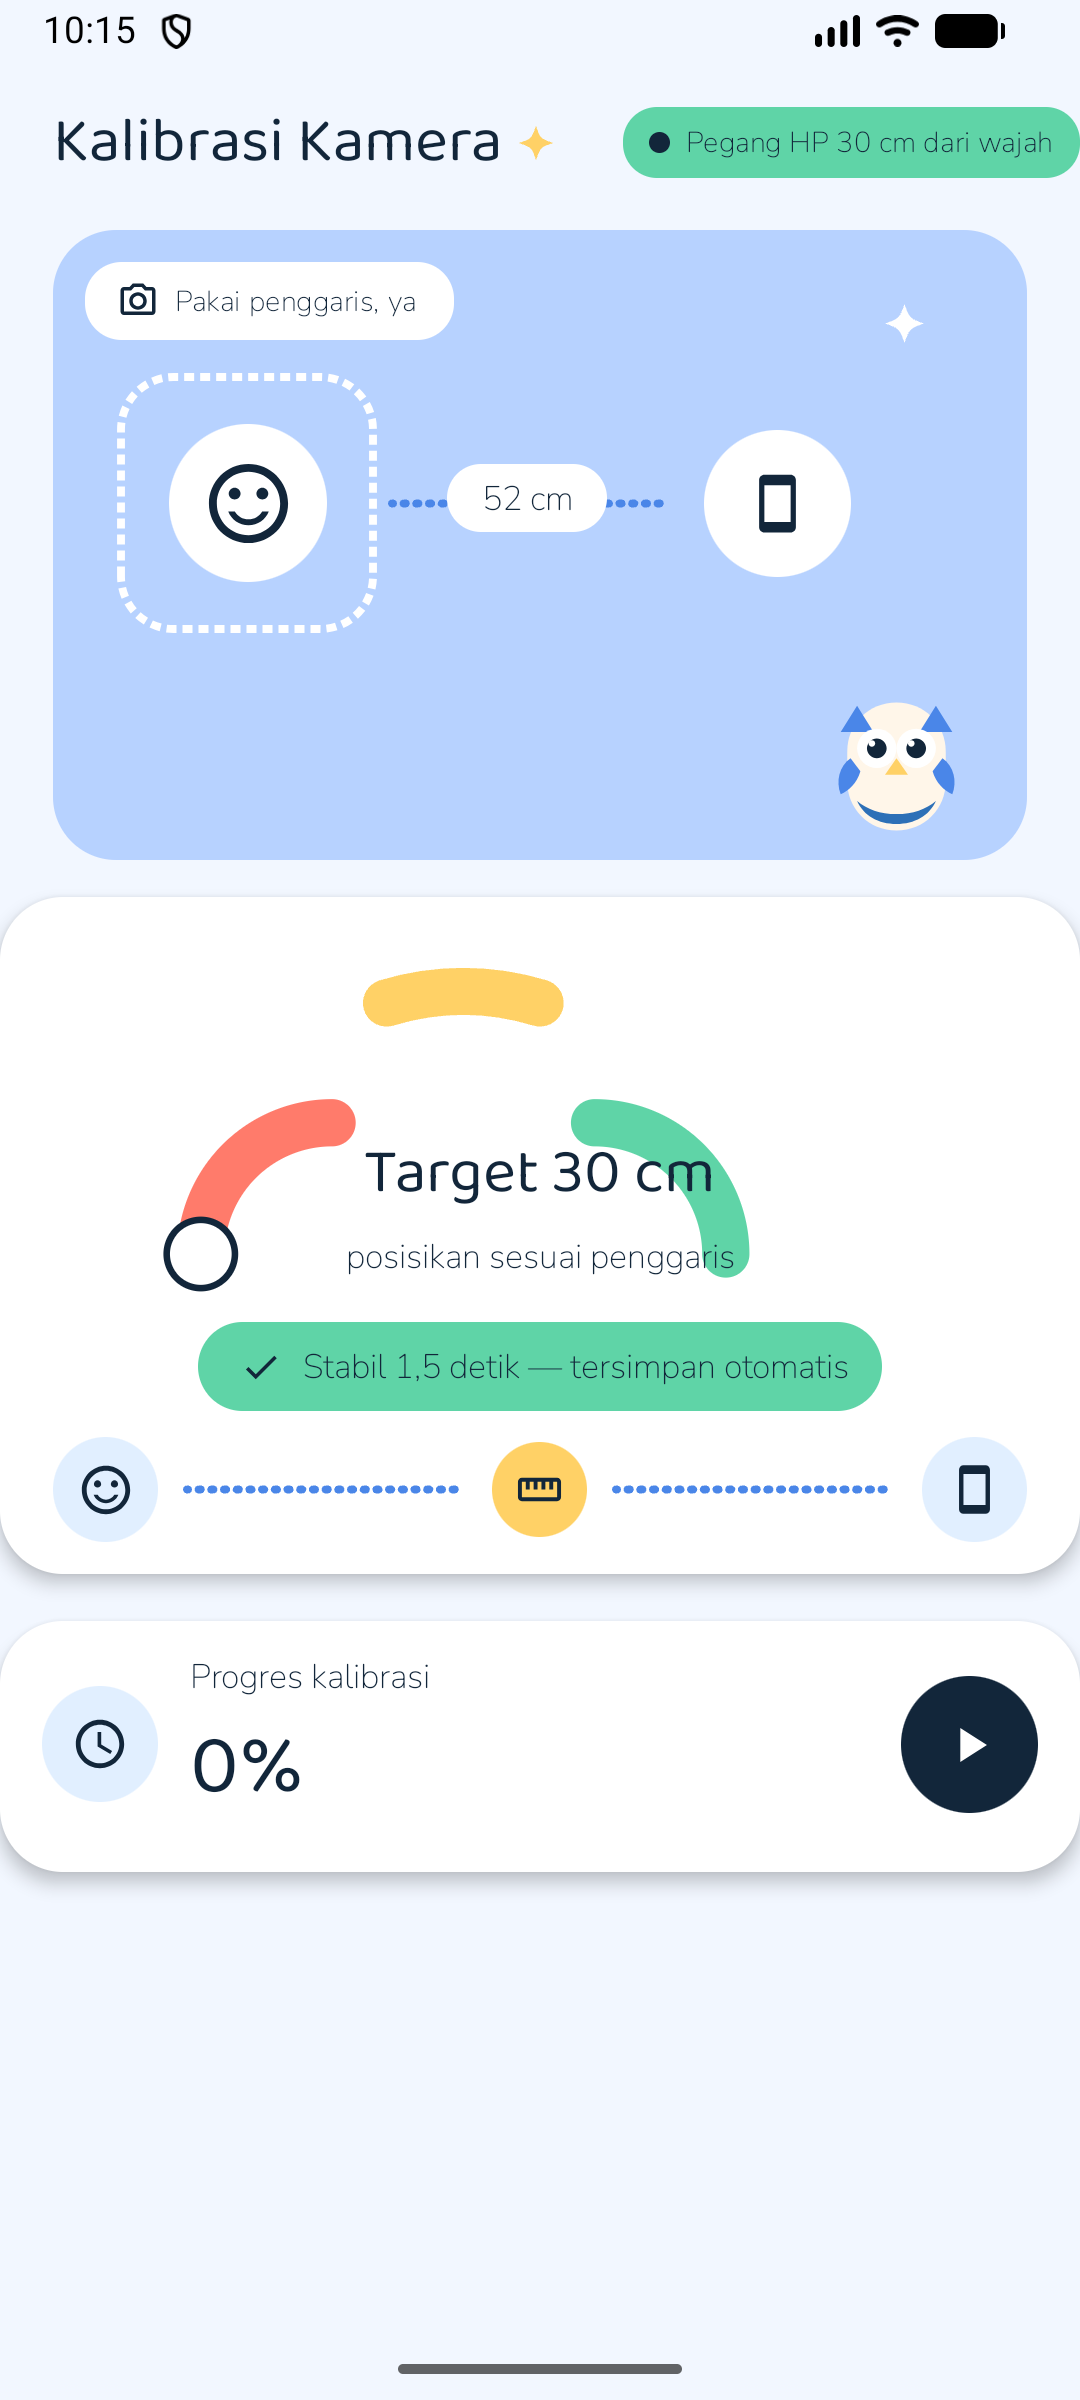 10:15
Kalibrasi Kamera
Pegang HP 30 cm dari wajah
Pakai penggaris, ya
52 cm
Target 30 cm
posisikan sesuai penggaris
Stabil 1,5 detik — tersimpan otomatis
Progres kalibrasi
0%